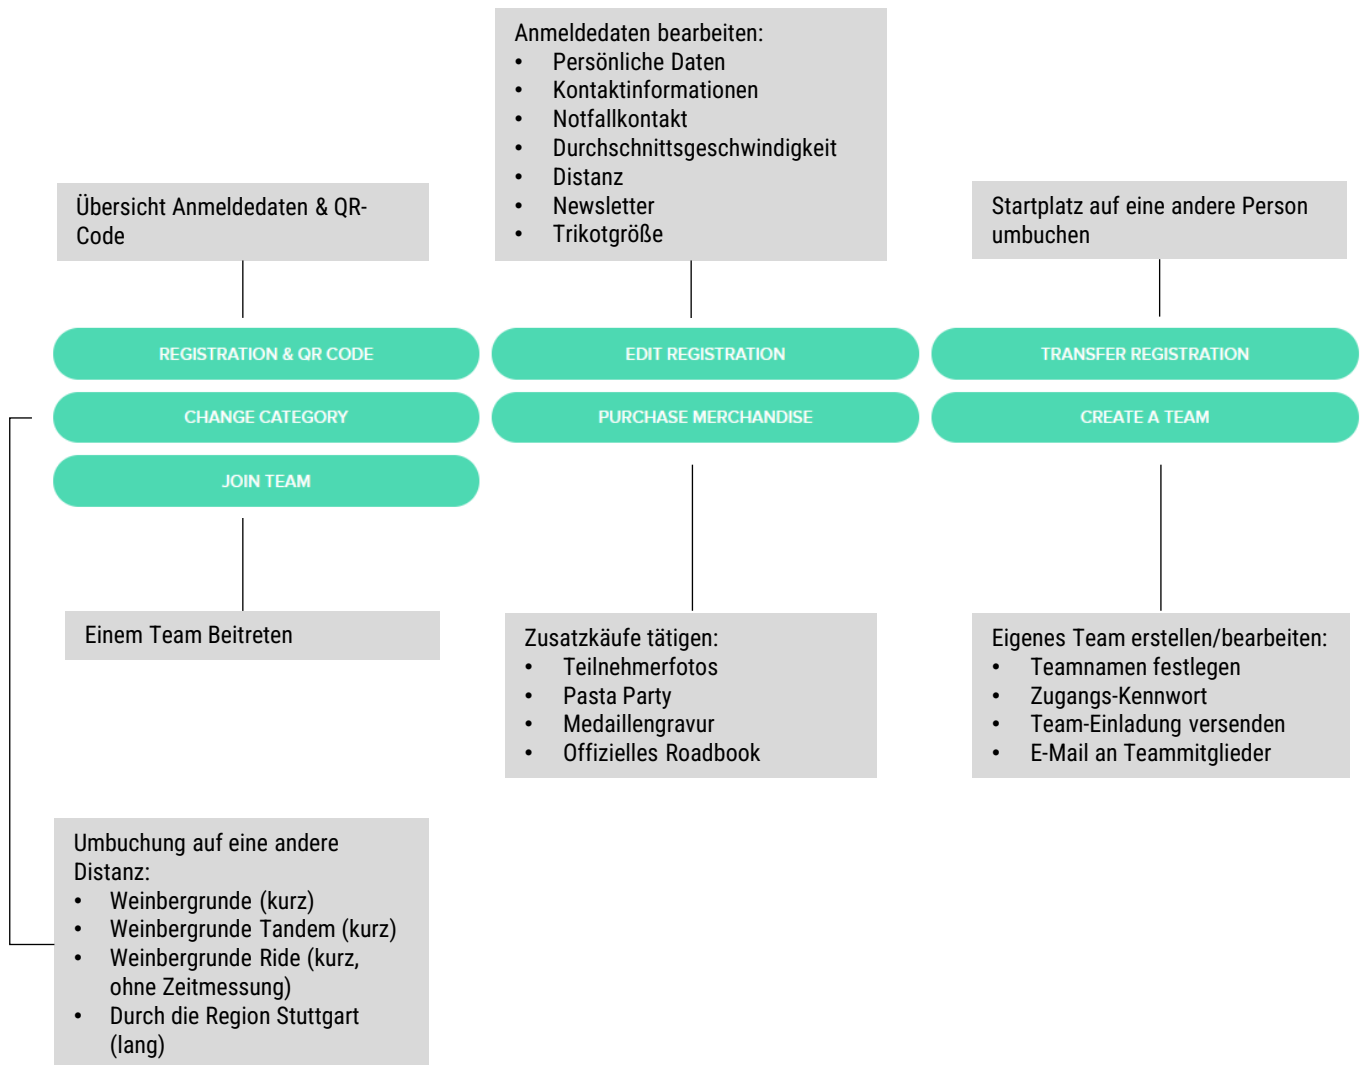 Anmeldedaten bearbeiten:
• Persönliche Daten
• Kontaktinformationen
• Notfallkontakt
• Durchschnittsgeschwindigkeit
• Distanz
• Newsletter
• Trikotgröße
Übersicht Anmeldedaten & QR-
Code
Startplatz auf eine andere Person
umbuchen
REGISTRATION & QR CODE
EDIT REGISTRATION
TRANSFER REGISTRATION
CHANGE CATEGORY
PURCHASE MERCHANDISE
CREATE A TEAM
JOIN TEAM
Einem Team Beitreten
Zusatzkäufe tätigen:
• Teilnehmerfotos
• Pasta Party
• Medaillengravur
• Offizielles Roadbook
Eigenes Team erstellen/bearbeiten:
• Teamnamen festlegen
• Zugangs-Kennwort
• Team-Einladung versenden
• E-Mail an Teammitglieder
Umbuchung auf eine andere
Distanz:
• Weinbergrunde (kurz)
• Weinbergrunde Tandem (kurz)
• Weinbergrunde Ride (kurz,
ohne Zeitmessung)
• Durch die Region Stuttgart
(lang)